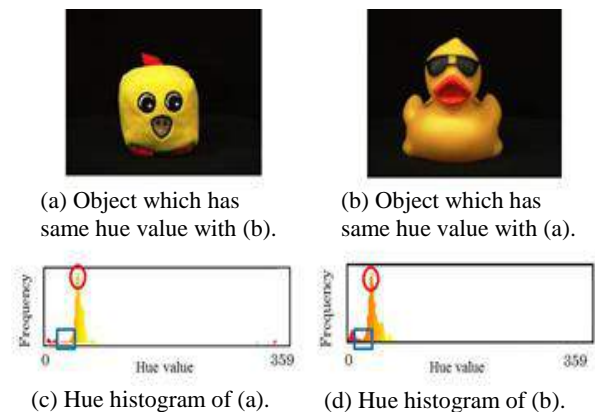 (a) Object which has
same hue value with (b).
(b) Object which has
same hue value with (a).
Frequency
0
Hue value
359
(c) Hue histogram of (a).
Frequency
0
Hue value
359
(d) Hue histogram of (b).